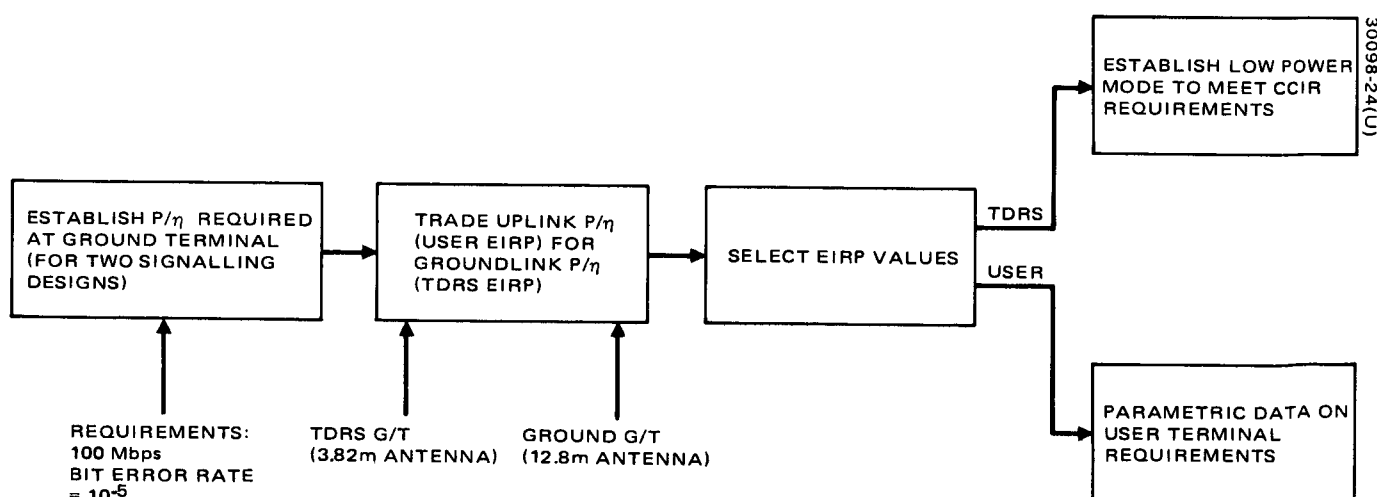 ESTABLISH P/η REQUIRED
AT GROUND TERMINAL
(FOR TWO SIGNALLING
DESIGNS)
REQUIREMENTS:
100 Mbps
BIT ERROR RATE
= 10-5
TRADE UPLINK P/η
(USER EIRP) FOR
GROUNDLINK P/η
(TDRS EIRP)
TDRS G/T
(3.82m ANTENNA)
GROUND G/T
(12.8m ANTENNA)
SELECT EIRP VALUES
TDRS
USER
ESTABLISH LOW POWER
MODE TO MEET CCIR
REQUIREMENTS
PARAMETRIC DATA ON
USER TERMINAL
REQUIREMENTS
30098-24(U)